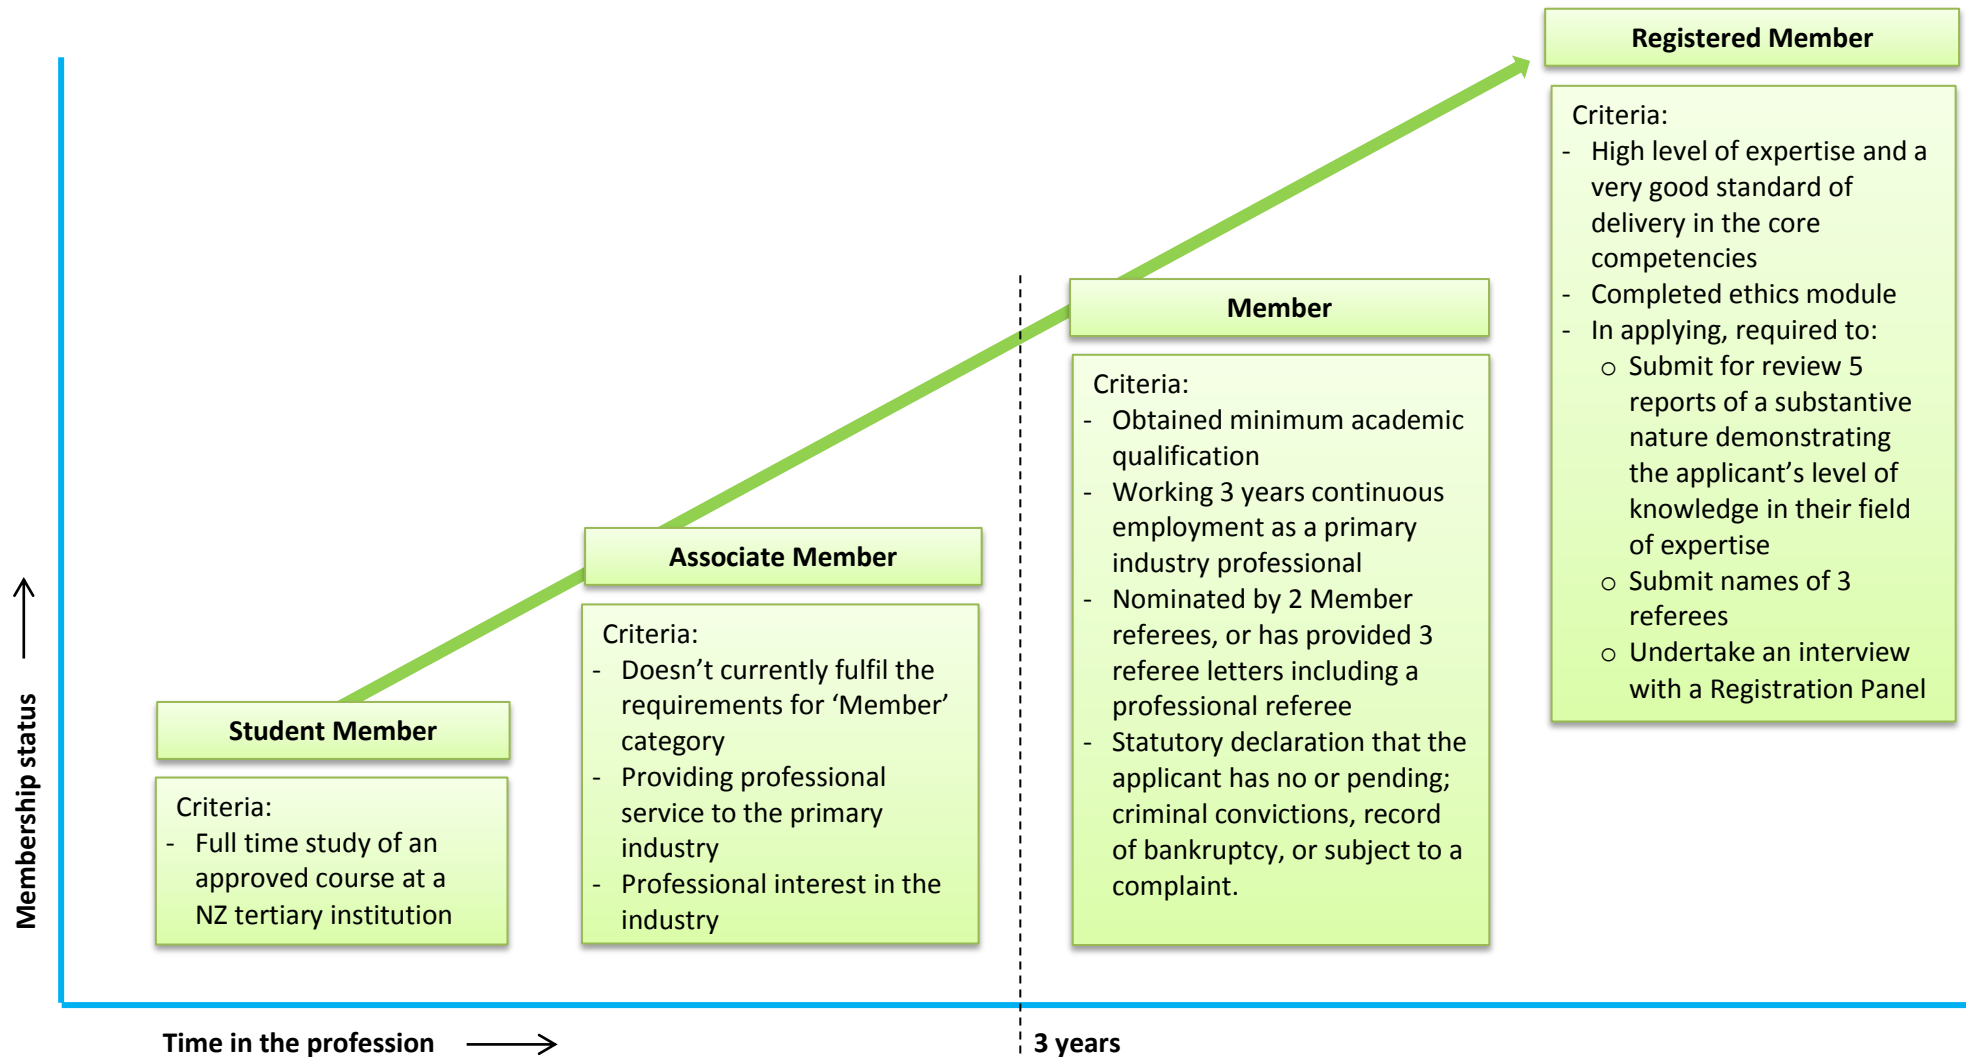 Registered Member
Criteria:
- High level of expertise and a
very good standard of
delivery in the core
competencies
- Completed ethics module
- In applying, required to:
o Submit for review 5
reports of a substantive
nature demonstrating
the applicant’s level of
knowledge in their field
of expertise
o Submit names of 3
referees
o Undertake an interview
with a Registration Panel
Member
Criteria:
- Obtained minimum academic
qualification
- Working 3 years continuous
employment as a primary
industry professional
- Nominated by 2 Member
referees, or has provided 3
referee letters including a
professional referee
- Statutory declaration that the
applicant has no or pending;
criminal convictions, record
of bankruptcy, or subject to a
complaint.
Associate Member
Criteria:
- Doesn’t currently fulfil the
requirements for ‘Member’
category
- Providing professional
service to the primary
industry
- Professional interest in the
industry
Student Member
Criteria:
- Full time study of an
approved course at a
NZ tertiary institution
Membership status
Time in the profession
3 years